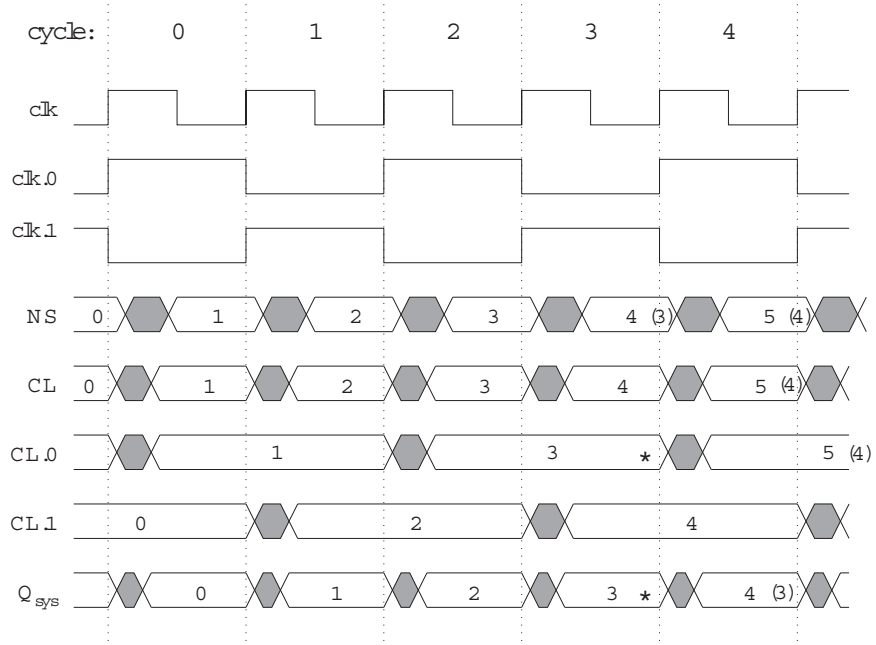 cycle: 0 1 2 3 4
clk
clk.0
clk.1
NS 0 1 2 3 4 (3) 5 (4)
CL 0 1 2 3 4 5 (4)
CL.0 1 3 * 5 (4)
CL.1 0 2 4
Qsys 0 1 2 3 * 4 (3)